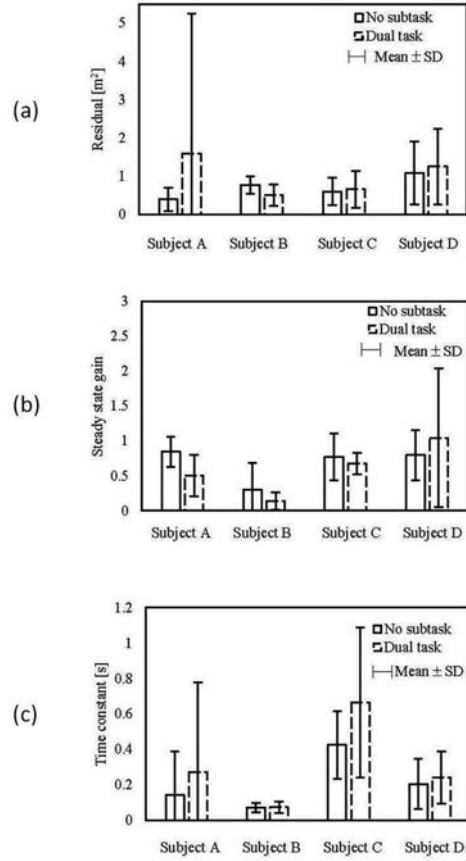 (a)
Residual [m²]
5
4
3
2
1
0
No subtask
Dual task
Mean ± SD
Subject A Subject B Subject C Subject D
(b)
Steady state gain
3
2.5
2
1.5
1
0.5
0
No subtask
Dual task
Mean ± SD
Subject A Subject B Subject C Subject D
(c)
Time constant [s]
1.2
1
0.8
0.6
0.4
0.2
0
No subtask
Dual task
Mean ± SD
Subject A Subject B Subject C Subject D